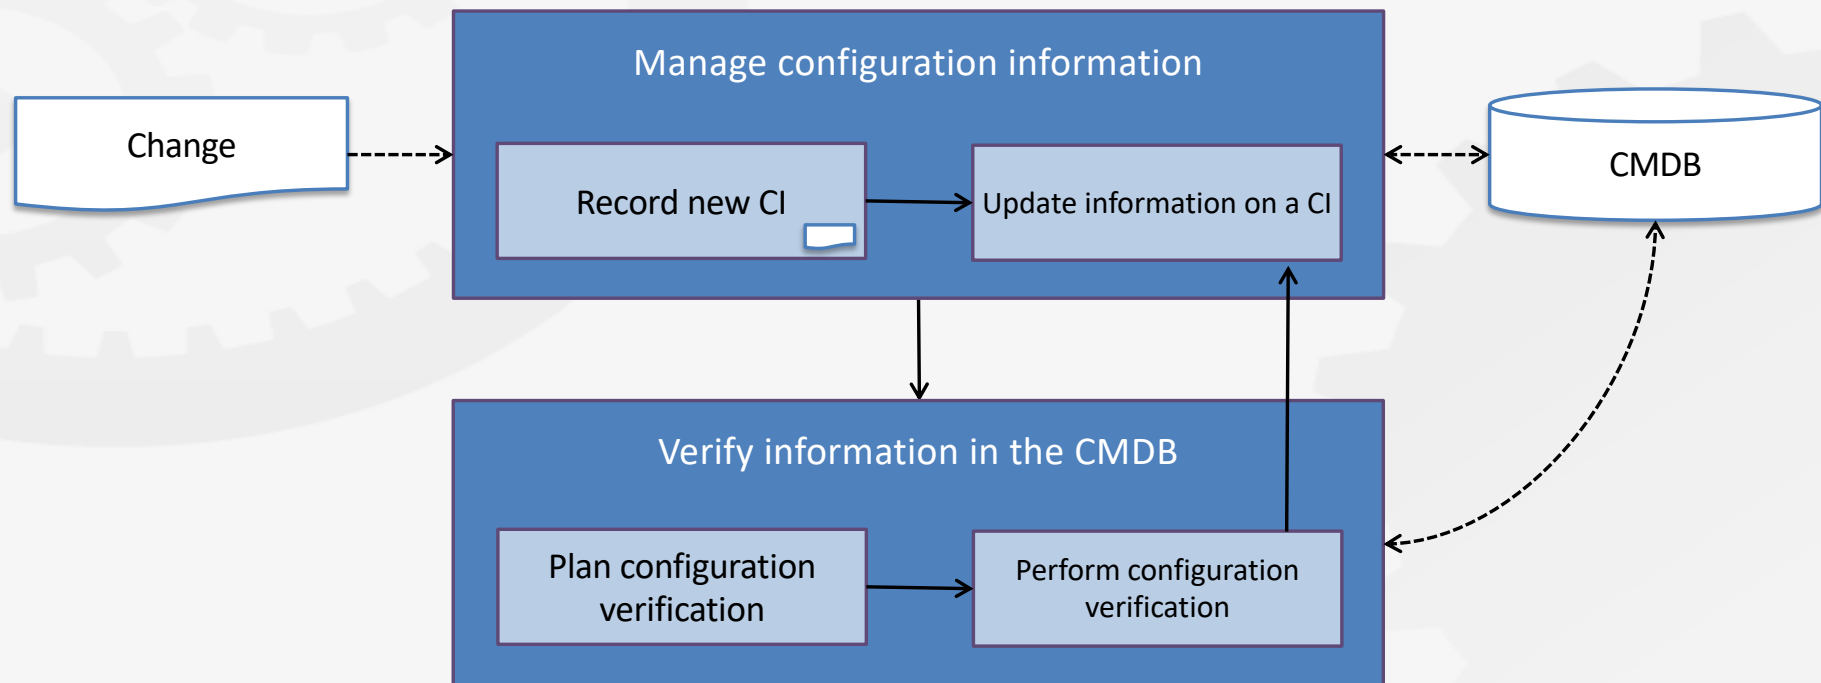 Manage configuration information
Change
Record new CI
Update information on a CI
CMDB
Verify information in the CMDB
Plan configuration
verification
Perform configuration
verification